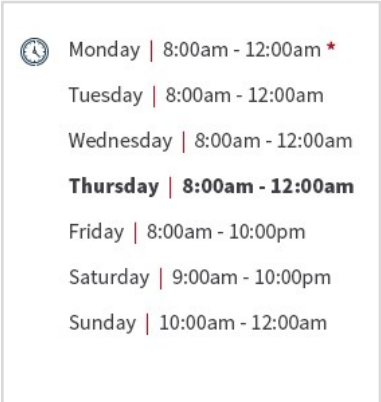 Monday | 8:00am - 12:00am *
Tuesday | 8:00am - 12:00am
Wednesday | 8:00am - 12:00am
Thursday | 8:00am - 12:00am
Friday | 8:00am - 10:00pm
Saturday | 9:00am - 10:00pm
Sunday | 10:00am - 12:00am